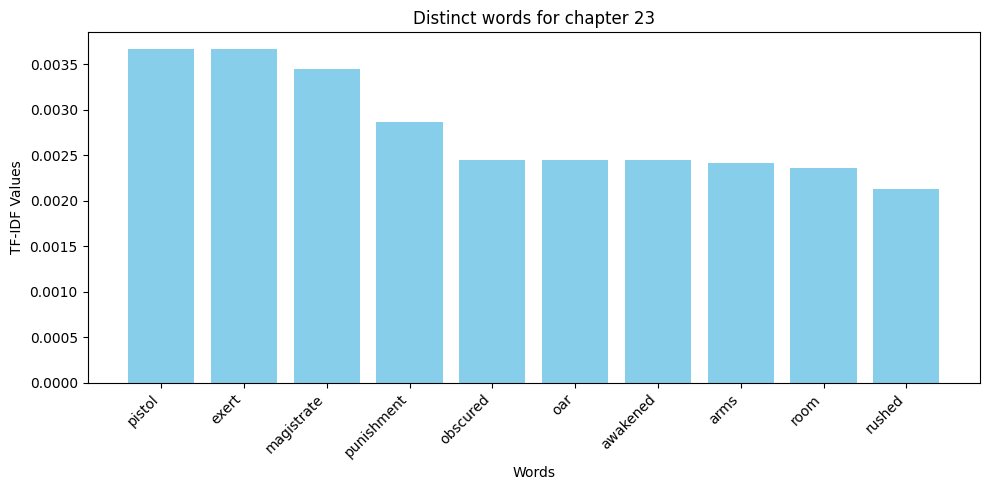 Distinct words for chapter 23
TF-IDF Values
0.0035
0.0030
0.0025
0.0020
0.0015
0.0010
0.0005
0.0000
pistol
exert
magistrate
punishment
obscured
oar
awakened
arms
room
rushed
Words